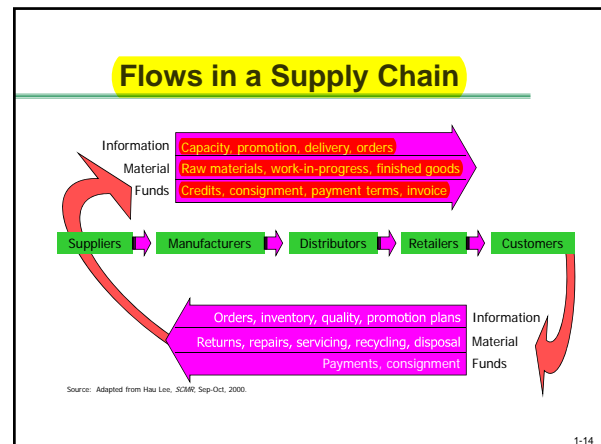 Flows in a Supply Chain
Information Capacity, promotion, delivery, orders
Material Raw materials, work-in-progress, finished goods
Funds Credits, consignment, payment terms, invoice
Suppliers Manufacturers Distributors Retailers Customers
Orders, inventory, quality, promotion plans Information
Returns, repairs, servicing, recycling, disposal Material
Payments, consignment Funds
Source: Adapted from Hau Lee, SCMR, Sep-Oct, 2000.
1-14